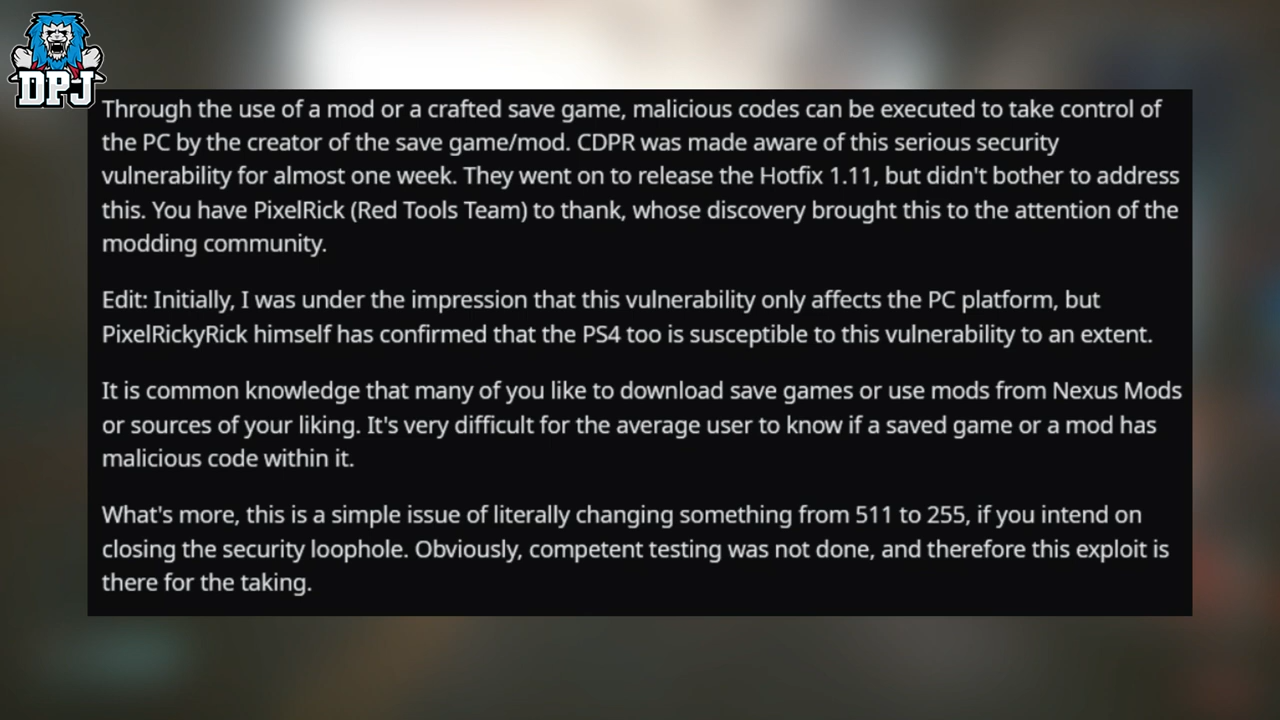 DPJ
Through the use of a mod or a crafted save game, malicious codes can be executed to take control of
the PC by the creator of the save game/mod. CDPR was made aware of this serious security
vulnerability for almost one week. They went on to release the Hotfix 1.11, but didn't bother to address
this. You have PixelRick (Red Tools Team) to thank, whose discovery brought this to the attention of the
modding community.
Edit: Initially, I was under the impression that this vulnerability only affects the PC platform, but
PixelRickyRick himself has confirmed that the PS4 too is susceptible to this vulnerability to an extent.
It is common knowledge that many of you like to download save games or use mods from Nexus Mods
or sources of your liking. It's very difficult for the average user to know if a saved game or a mod has
malicious code within it.
What's more, this is a simple issue of literally changing something from 511 to 255, if you intend on
closing the security loophole. Obviously, competent testing was not done, and therefore this exploit is
there for the taking.